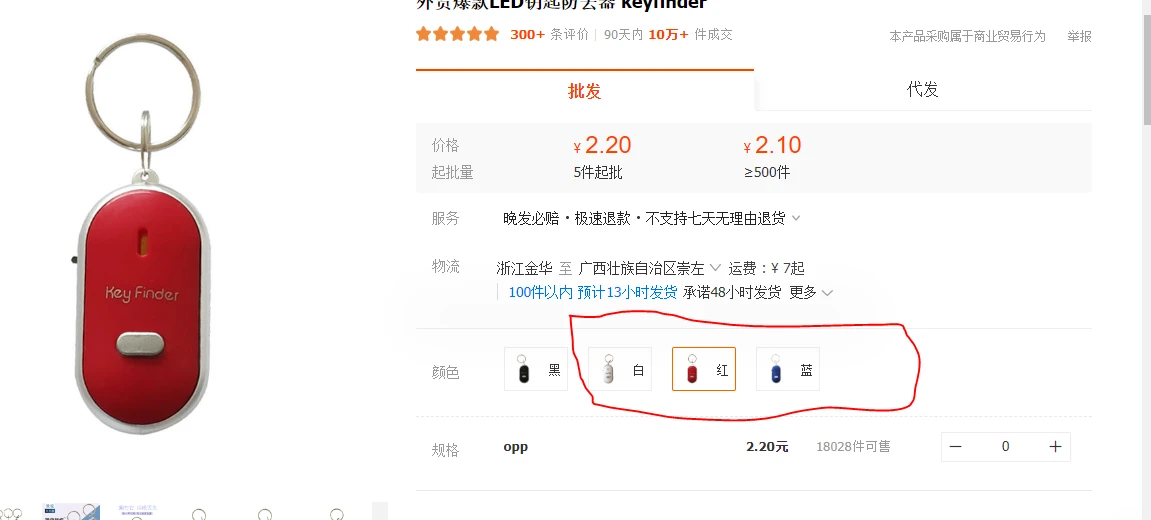 外贸爆款LED钥匙防丢器 keyfinder
300+ 条评价 90天内 10万+ 件成交
本产品采购属于商业贸易行为 举报
批发 代发
价格 ¥ 2.20 ¥ 2.10
起批量 5件起批 ≥500件
服务 晚发必赔·极速退款·不支持七天无理由退货
物流 浙江金华 至 广西壮族自治区崇左 运费：¥ 7起
100件以内 预计13小时发货 承诺48小时发货 更多
颜色 黑 白 红 蓝
规格 opp 2.20元 18028件可售 — 0 +
Key Finder